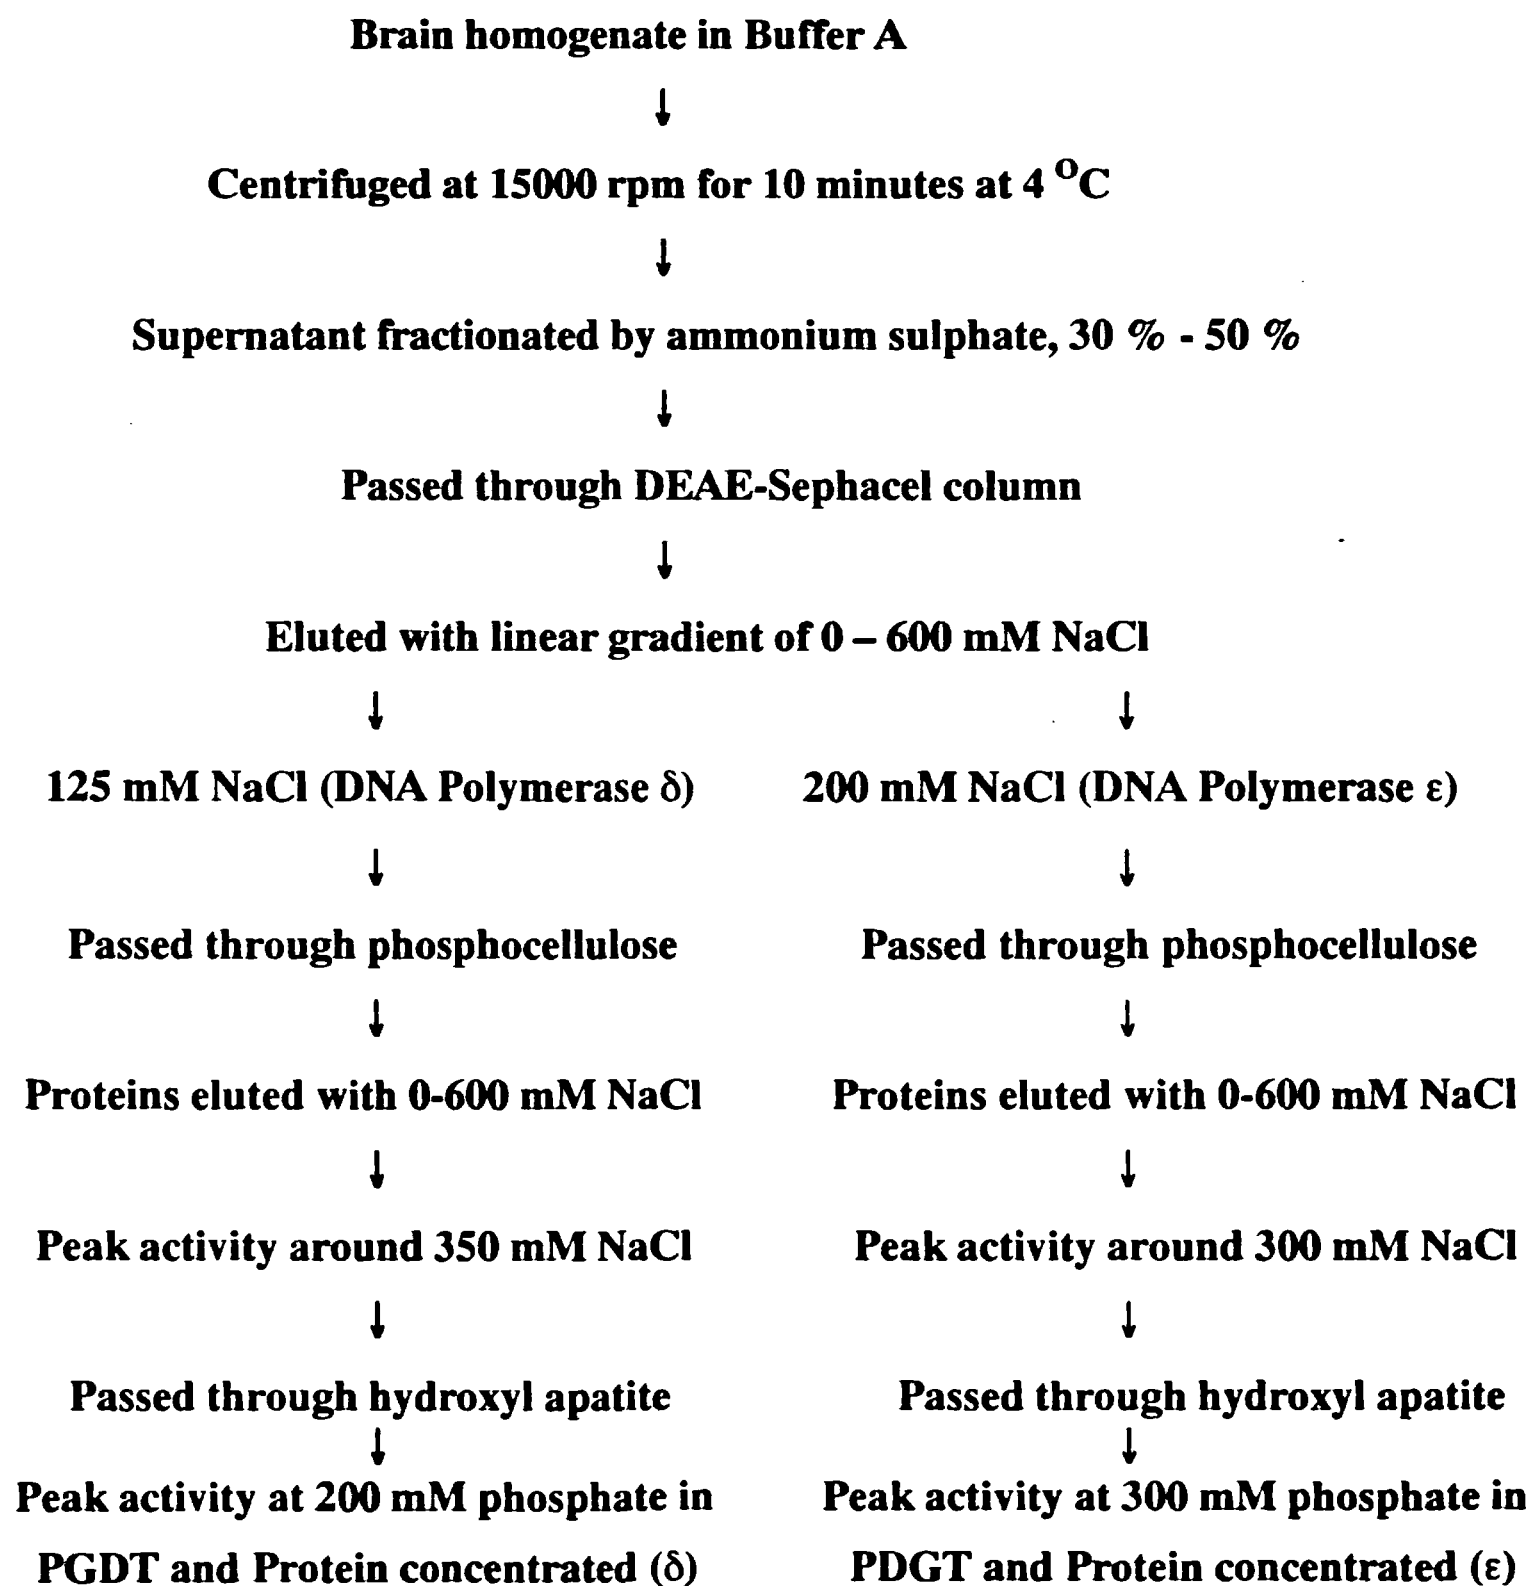 Brain homogenate in Buffer A
↓
Centrifuged at 15000 rpm for 10 minutes at 4 °C
↓
Supernatant fractionated by ammonium sulphate, 30 % - 50 %
↓
Passed through DEAE-Sephacel column
↓
Eluted with linear gradient of 0 – 600 mM NaCl
↓ ↓
125 mM NaCl (DNA Polymerase δ) 200 mM NaCl (DNA Polymerase ε)
↓ ↓
Passed through phosphocellulose Passed through phosphocellulose
↓ ↓
Proteins eluted with 0-600 mM NaCl Proteins eluted with 0-600 mM NaCl
↓ ↓
Peak activity around 350 mM NaCl Peak activity around 300 mM NaCl
↓ ↓
Passed through hydroxyl apatite Passed through hydroxyl apatite
↓ ↓
Peak activity at 200 mM phosphate in Peak activity at 300 mM phosphate in
PGDT and Protein concentrated (δ) PDGT and Protein concentrated (ε)